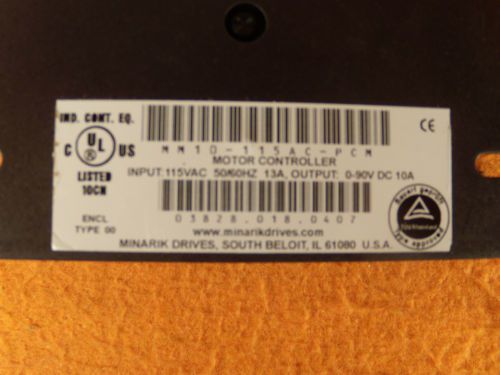 IND. CONT. EQ.
C UL US
LISTED
10CN
ENCL
TYPE 00
MM10-115AC-PCM
MOTOR CONTROLLER
INPUT:115VAC 50/60HZ 13A, OUTPUT: 0-90V DC 10A
03828.018.0407
www.minarikdrives.com
MINARIK DRIVES, SOUTH BELOIT, IL 61080 U.S.A.
CE
Type approved